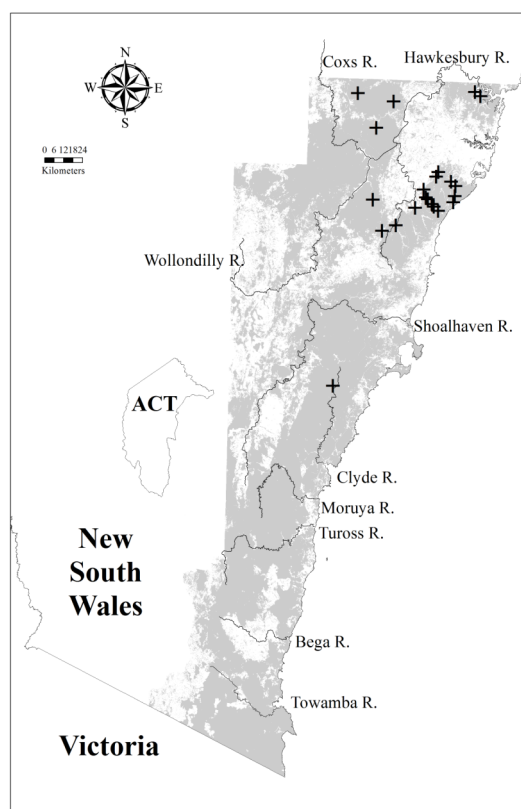 Coxs R.
Hawkesbury R.
N
W E
S
0 6 121824
Kilometers
Wollondilly R.
Shoalhaven R.
ACT
Clyde R.
Moruya R.
Tuross R.
New
South
Wales
Bega R.
Towamba R.
Victoria